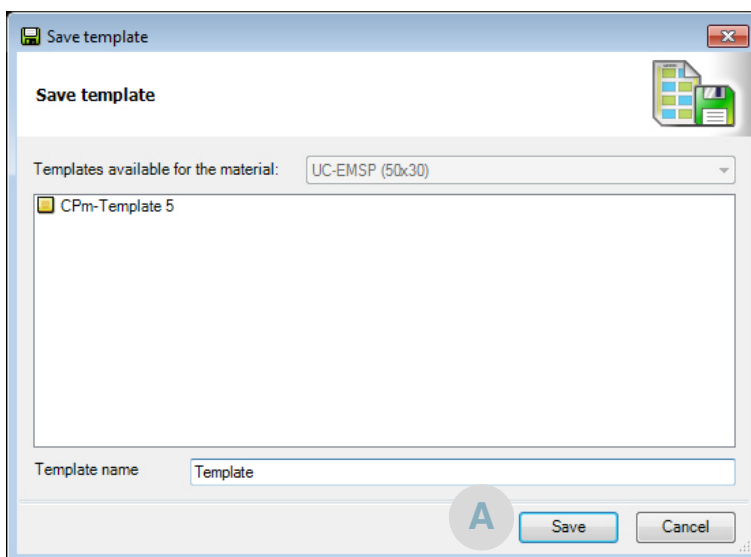 Save template
Save template
Templates available for the material: UC-EMSP (50x30)
CPm-Template 5
Template name Template
A Save Cancel